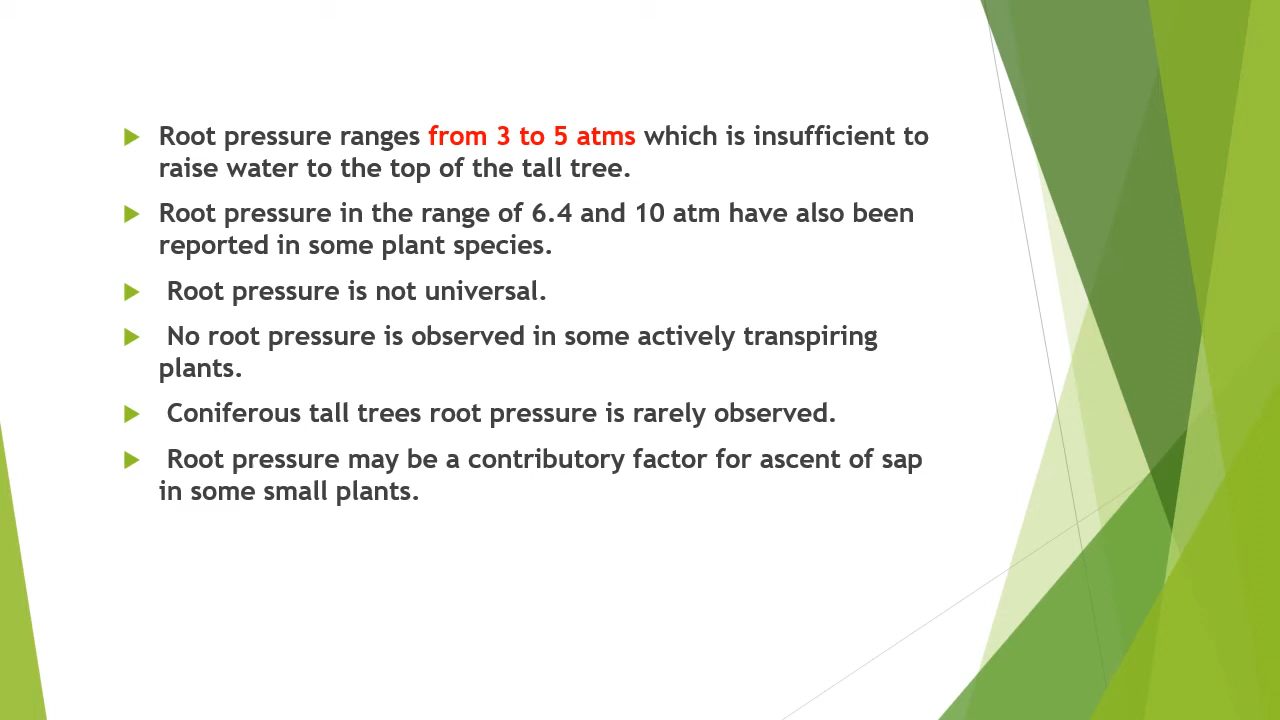 Root pressure ranges from 3 to 5 atms which is insufficient to
raise water to the top of the tall tree.
Root pressure in the range of 6.4 and 10 atm have also been
reported in some plant species.
Root pressure is not universal.
No root pressure is observed in some actively transpiring
plants.
Coniferous tall trees root pressure is rarely observed.
Root pressure may be a contributory factor for ascent of sap
in some small plants.